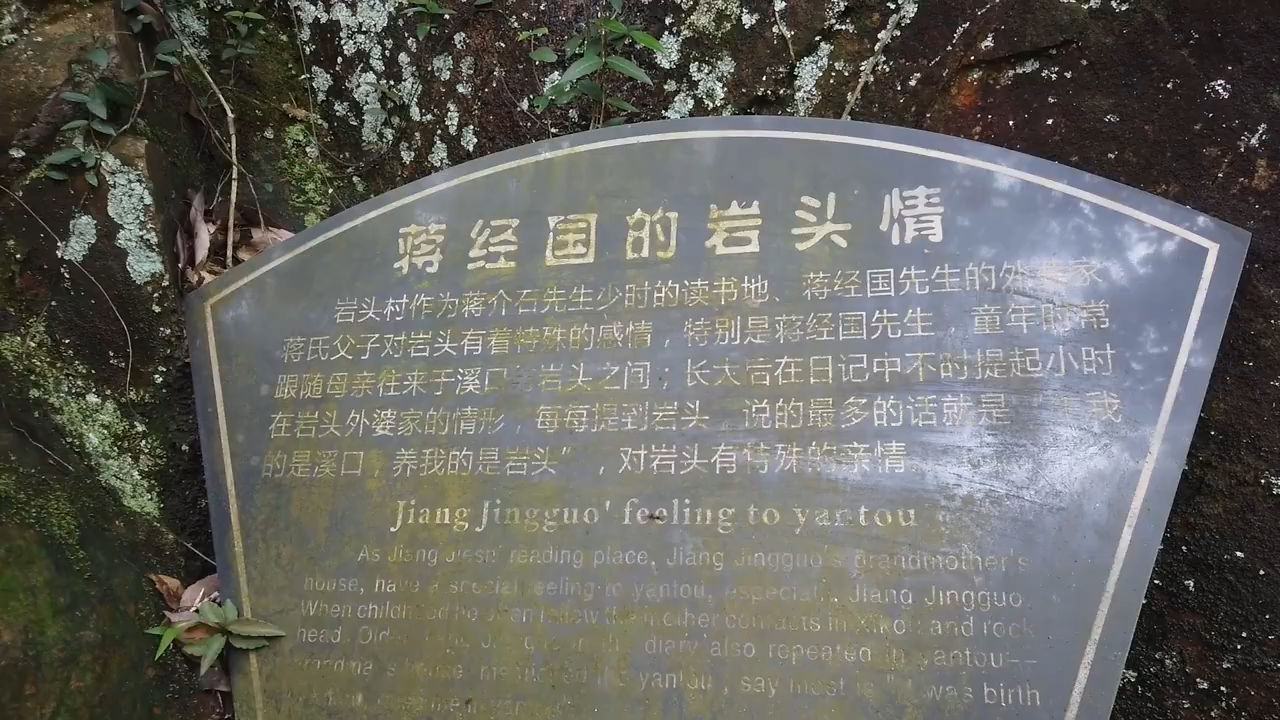 蒋经国的岩头情
岩头村作为蒋介石先生少时的读书地、蒋经国先生的外婆家
蒋氏父子对岩头有着特殊的感情，特别是蒋经国先生，童年时常
跟随母亲往来于溪口 岩头之间；长大后在日记中不时提起小时
在岩头外婆家的情形，每每提到岩头，说的最多的话就是 我
的是溪口，养我的是岩头”，对岩头有特殊的亲情。
Jiang Jingguo' feeling to yantou
As Jiang reading place, Jiang Jingguo's grandmother's
house, have a special feeling to yantou, Jiang Jingguo.
When mother contacts in and rock
head. diary also repeated in yantou--
yantou, say most is was birth